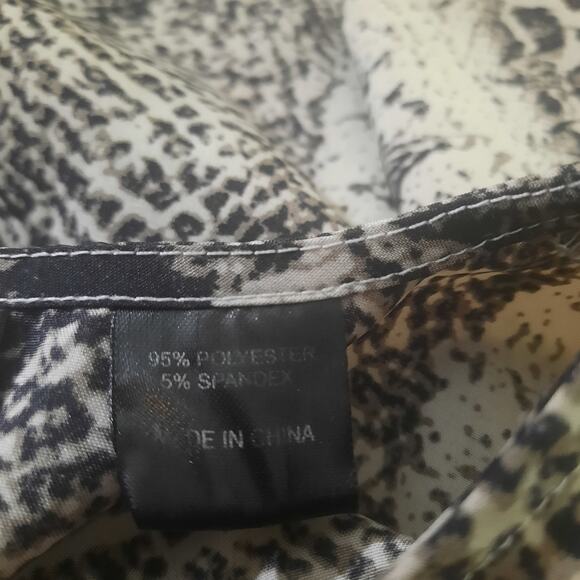 95% POLYESTER
5% SPANDEX
MADE IN CHINA